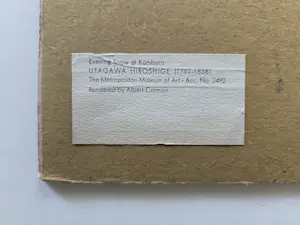 Evening Snow at Kambara
UTAGAWA HIROSHIGE (1797-1858)
The Metropolitan Museum of Art - Acc. No. 2492
Rendered by Albert Carman